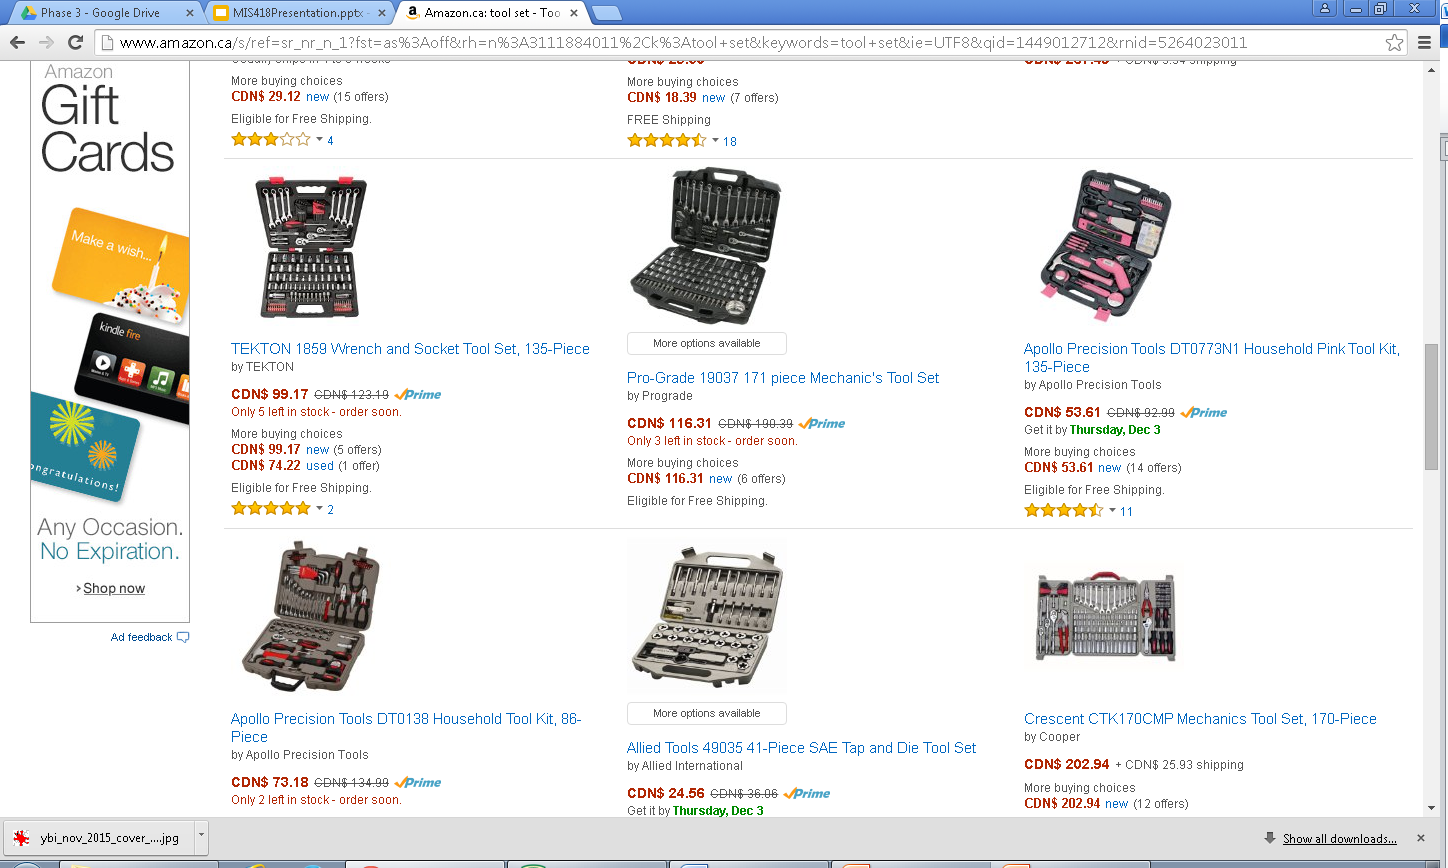 Phase 3 - Google Drive
MIS418Presentation.pptx -
Amazon.ca: tool set - Too
www.amazon.ca/s/ref=sr_nr_n_1?fst=as%3Aoff&rh=n%3A3111884011%2Ck%3Atool+set&keywords=tool+set&ie=UTF8&qid=1449012712&rnid=5264023011
Amazon
Gift
Cards
Make a wish...
kindle fire
ongratulations!
Any Occasion.
No Expiration.
› Shop now
Ad feedback
More buying choices
CDN$ 29.12 new (15 offers)
Eligible for Free Shipping.
4
More buying choices
CDN$ 18.39 new (7 offers)
FREE Shipping
18
TEKTON 1859 Wrench and Socket Tool Set, 135-Piece
by TEKTON
CDN$ 99.17 CDN$ 123.19 Prime
Only 5 left in stock - order soon.
More buying choices
CDN$ 99.17 new (5 offers)
CDN$ 74.22 used (1 offer)
Eligible for Free Shipping.
2
More options available
Pro-Grade 19037 171 piece Mechanic's Tool Set
by Prograde
CDN$ 116.31 CDN$ 190.39 Prime
Only 3 left in stock - order soon.
More buying choices
CDN$ 116.31 new (6 offers)
Eligible for Free Shipping.
Apollo Precision Tools DT0773N1 Household Pink Tool Kit,
135-Piece
by Apollo Precision Tools
CDN$ 53.61 CDN$ 92.99 Prime
Get it by Thursday, Dec 3
More buying choices
CDN$ 53.61 new (14 offers)
Eligible for Free Shipping.
11
Apollo Precision Tools DT0138 Household Tool Kit, 86-
Piece
by Apollo Precision Tools
CDN$ 73.18 CDN$ 134.99 Prime
Only 2 left in stock - order soon.
More options available
Allied Tools 49035 41-Piece SAE Tap and Die Tool Set
by Allied International
CDN$ 24.56 CDN$ 36.06 Prime
Get it by Thursday, Dec 3
Crescent CTK170CMP Mechanics Tool Set, 170-Piece
by Cooper
CDN$ 202.94 + CDN$ 25.93 shipping
More buying choices
CDN$ 202.94 new (12 offers)
ybi_nov_2015_cover_....jpg
Show all downloads...